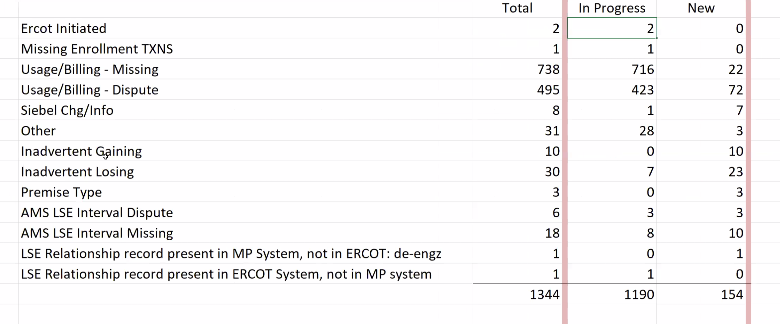 Total In Progress New
Ercot Initiated 2 2 0
Missing Enrollment TXNS 1 1 0
Usage/Billing - Missing 738 716 22
Usage/Billing - Dispute 495 423 72
Siebel Chg/Info 8 1 7
Other 31 28 3
Inadvertent Gaining 10 0 10
Inadvertent Losing 30 7 23
Premise Type 3 0 3
AMS LSE Interval Dispute 6 3 3
AMS LSE Interval Missing 18 8 10
LSE Relationship record present in MP System, not in ERCOT: de-engz 1 0 1
LSE Relationship record present in ERCOT System, not in MP system 1 1 0
1344 1190 154